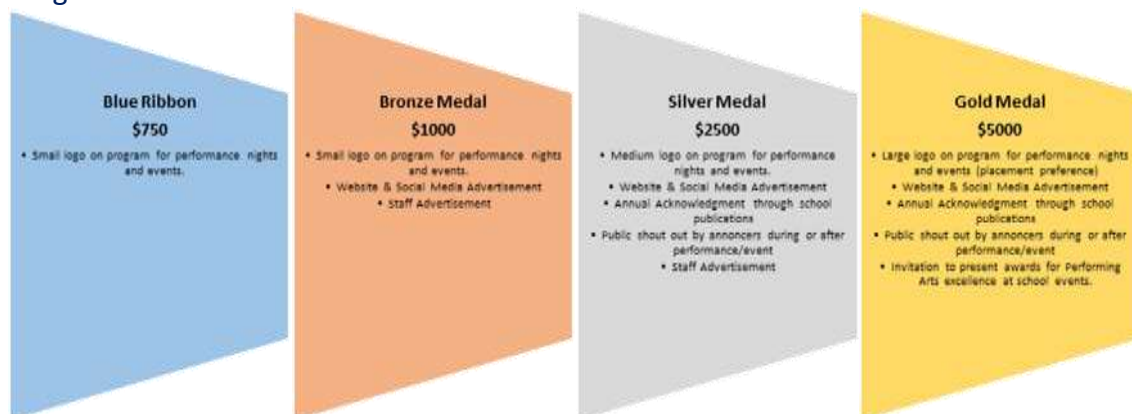 Blue Ribbon
$750
• Small logo on program for performance nights
and events.
Bronze Medal
$1000
• Small logo on program for performance nights
and events.
• Website & Social Media Advertisement
• Staff Advertisement
Silver Medal
$2500
• Medium logo on program for performance
nights and events.
• Website & Social Media Advertisement
• Annual Acknowledgment through school
publications
• Public shout out by annoncers during or after
performance/event
• Staff Advertisement
Gold Medal
$5000
• Large logo on program for performance nights
and events (placement preference)
• Website & Social Media Advertisement
• Annual Acknowledgment through school
publications
• Public shout out by annoncers during or after
performance/event
• Invitation to present awards for Performing
Arts excellence at school events.